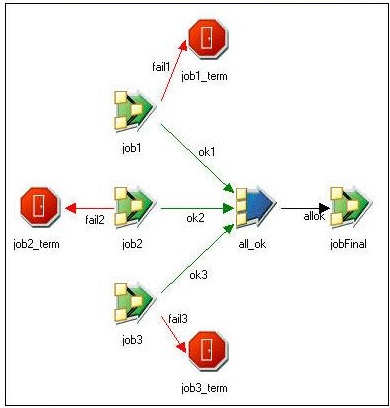 fail1
job1_term
job1
ok1
fail2
ok2
allok
job2_term
job2
all_ok
jobFinal
ok3
fail3
job3
job3_term